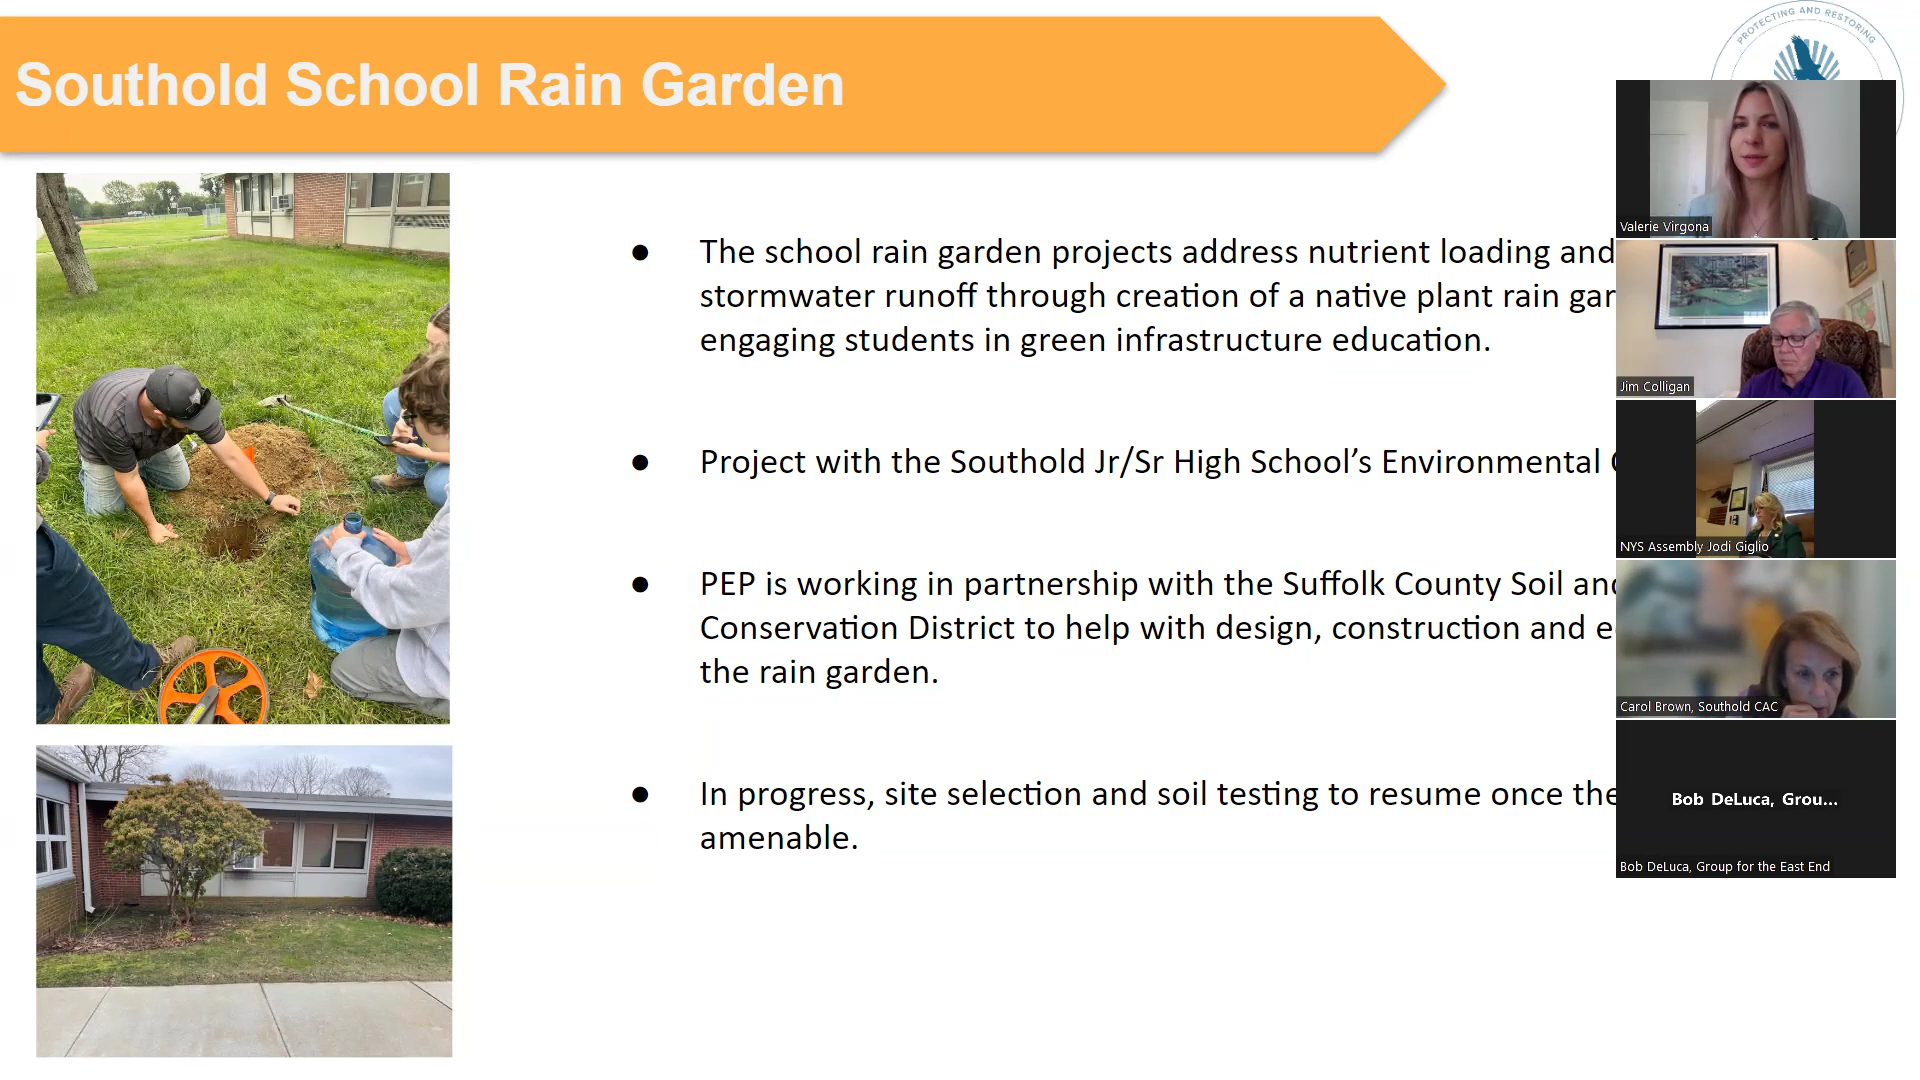 PROTECTING AND RESTORING
Southold School Rain Garden
The school rain garden projects address nutrient loading and
stormwater runoff through creation of a native plant rain gar
engaging students in green infrastructure education.
Project with the Southold Jr/Sr High School’s Environmental
PEP is working in partnership with the Suffolk County Soil and
Conservation District to help with design, construction and e
the rain garden.
In progress, site selection and soil testing to resume once the
amenable.
Valerie Virgona
Jim Colligan
NYS Assembly Jodi Giglio
Carol Brown, Southold CAC
Bob DeLuca, Grou...
Bob DeLuca, Group for the East End